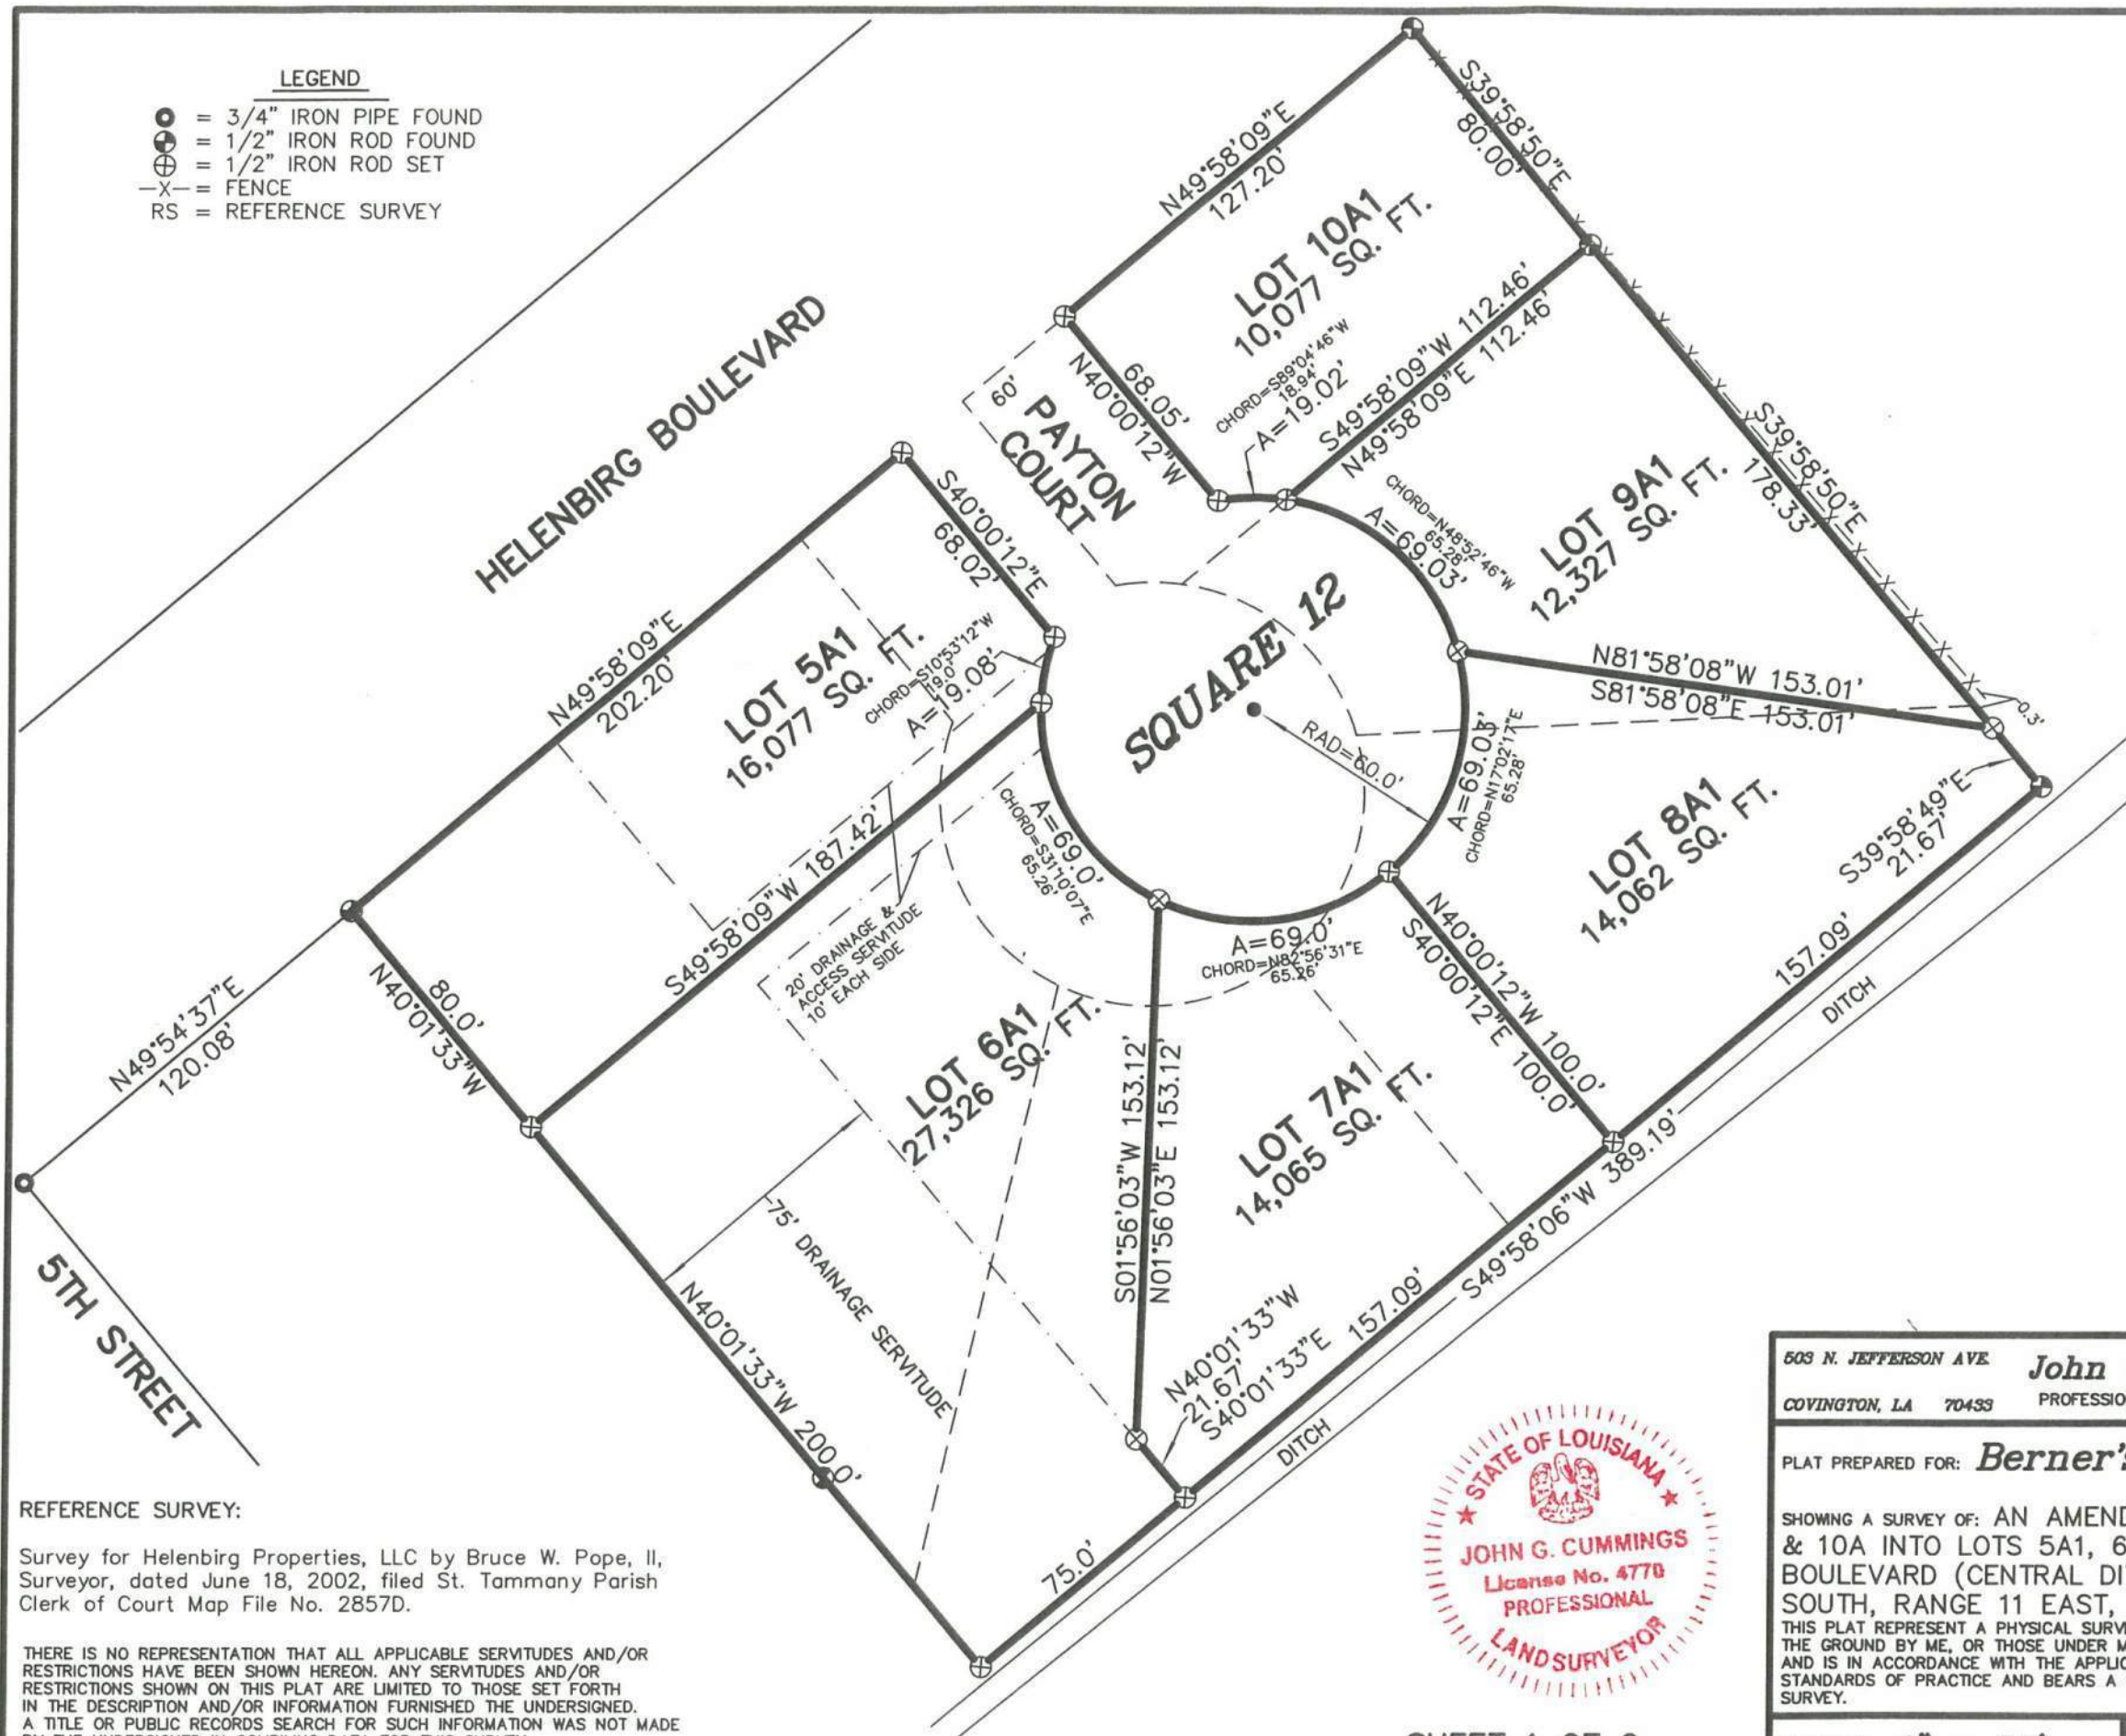 LEGEND
= 3/4" IRON PIPE FOUND
= 1/2" IRON ROD FOUND
= 1/2" IRON ROD SET
—X— = FENCE
RS = REFERENCE SURVEY
HELENBIRG BOULEVARD
5TH STREET
60'
PAYTON
COURT
SQUARE 12
RAD=60.0'
N49°58'09"E
127.20'
S39°58'50"E
80.00'
LOT 10A1
10,077 SQ. FT.
N40°00'12"W
68.05'
CHORD=S89°04'46"W
18.94'
A=19.02'
S49°58'09"W 112.46'
N49°58'09"E 112.46'
CHORD=N48°52'46"W
65.28'
A=69.03'
LOT 9A1
12,327 SQ. FT.
S39°58'50"E
178.33'
N81°58'08"W 153.01'
S81°58'08"E 153.01'
0.3'
A=69.03'
CHORD=N17°02'17"E
65.28'
LOT 8A1
14,062 SQ. FT.
S39°58'49"E
21.67'
157.09'
DITCH
N40°00'12"W 100.0'
S40°00'12"E 100.0'
S49°58'06"W 389.19'
S40°00'12"E
68.02'
N49°58'09"E
202.20'
LOT 5A1
16,077 SQ. FT.
CHORD=S10°53'12"W
19.0'
A=19.08'
S49°58'09"W 187.42'
N49°54'37"E
120.08'
80.0'
N40°01'33"W
A=69.0'
CHORD=S31°10'07"E
65.26'
20' DRAINAGE &
ACCESS SERVITUDE
10' EACH SIDE
A=69.0'
CHORD=N82°56'31"E
65.26'
LOT 6A1
27,326 SQ. FT.
S01°56'03"W 153.12'
N01°56'03"E 153.12'
LOT 7A1
14,065 SQ. FT.
75' DRAINAGE SERVITUDE
N40°01'33"W 200.0'
N40°01'33"W
21.67'
S40°01'33"E
157.09'
DITCH
75.0'
REFERENCE SURVEY:
Survey for Helenbirg Properties, LLC by Bruce W. Pope, II,
Surveyor, dated June 18, 2002, filed St. Tammany Parish
Clerk of Court Map File No. 2857D.
THERE IS NO REPRESENTATION THAT ALL APPLICABLE SERVITUDES AND/OR
RESTRICTIONS HAVE BEEN SHOWN HEREON. ANY SERVITUDES AND/OR
RESTRICTIONS SHOWN ON THIS PLAT ARE LIMITED TO THOSE SET FORTH
IN THE DESCRIPTION AND/OR INFORMATION FURNISHED THE UNDERSIGNED.
A TITLE OR PUBLIC RECORDS SEARCH FOR SUCH INFORMATION WAS NOT MADE
STATE OF LOUISIANA
JOHN G. CUMMINGS
License No. 4770
PROFESSIONAL
LAND SURVEYOR
503 N. JEFFERSON AVE.
John
COVINGTON, LA 70433
PROFESSIO
PLAT PREPARED FOR: Berner's
SHOWING A SURVEY OF: AN AMEND
& 10A INTO LOTS 5A1, 6
BOULEVARD (CENTRAL DI
SOUTH, RANGE 11 EAST,
THIS PLAT REPRESENT A PHYSICAL SURV
THE GROUND BY ME, OR THOSE UNDER M
AND IS IN ACCORDANCE WITH THE APPLIC
STANDARDS OF PRACTICE AND BEARS A
SURVEY.